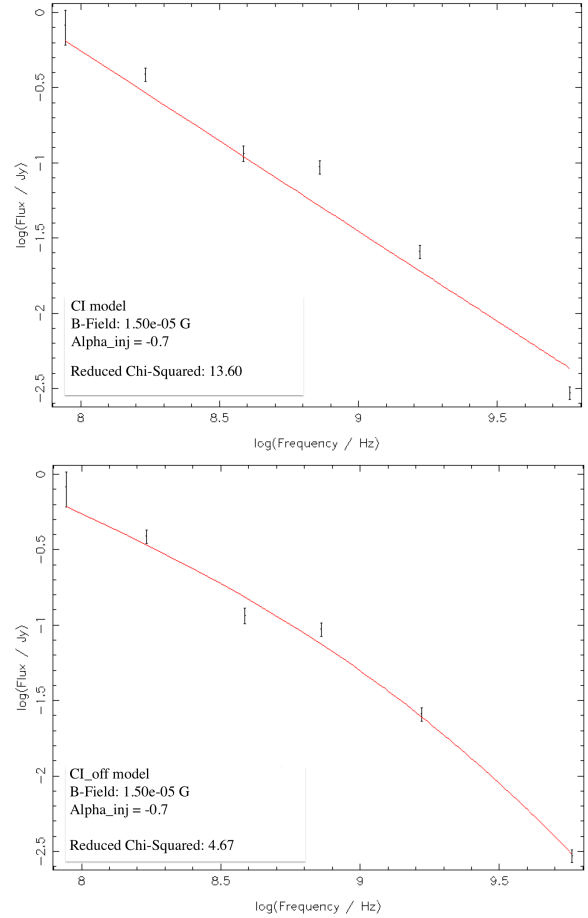 0
−0.5
−1
−1.5
−2
−2.5
log(Flux / Jy)
CI model
B-Field: 1.50e-05 G
Alpha_inj = -0.7
Reduced Chi-Squared: 13.60
8 8.5 9 9.5
log(Frequency / Hz)
0
−0.5
−1
−1.5
−2
−2.5
log(Flux / Jy)
CI_off model
B-Field: 1.50e-05 G
Alpha_inj = -0.7
Reduced Chi-Squared: 4.67
8 8.5 9 9.5
log(Frequency / Hz)